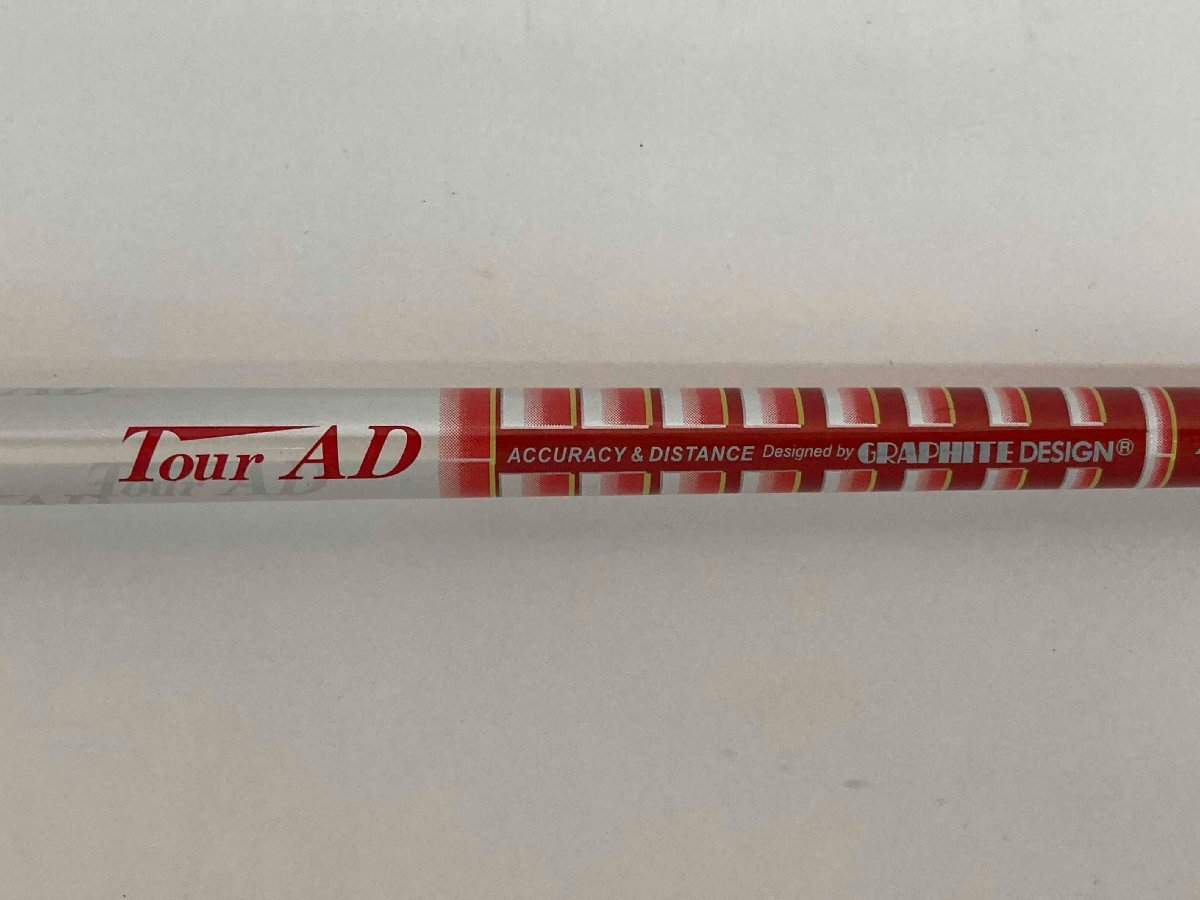 Tour AD
ACCURACY & DISTANCE Designed by GRAPHITE DESIGN®